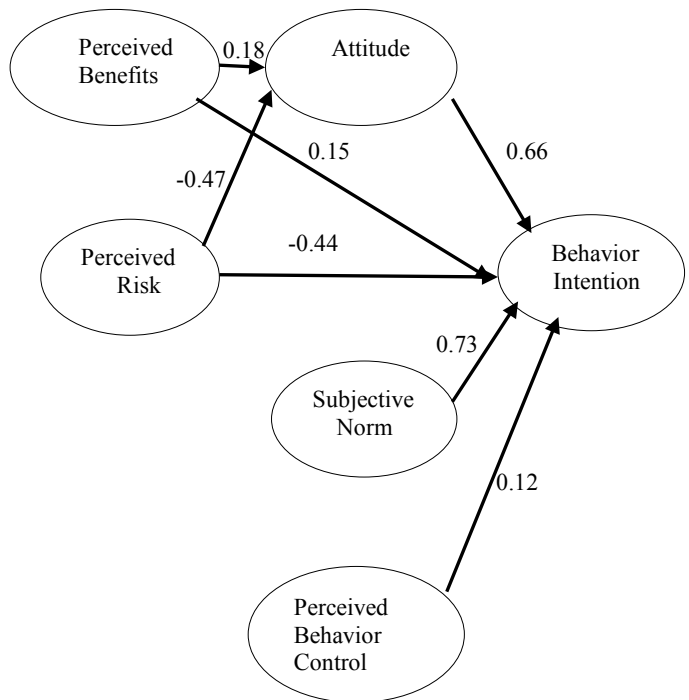 Perceived
Benefits
0.18
Attitude
0.15
0.66
-0.47
Perceived
Risk
-0.44
Behavior
Intention
0.73
Subjective
Norm
0.12
Perceived
Behavior
Control